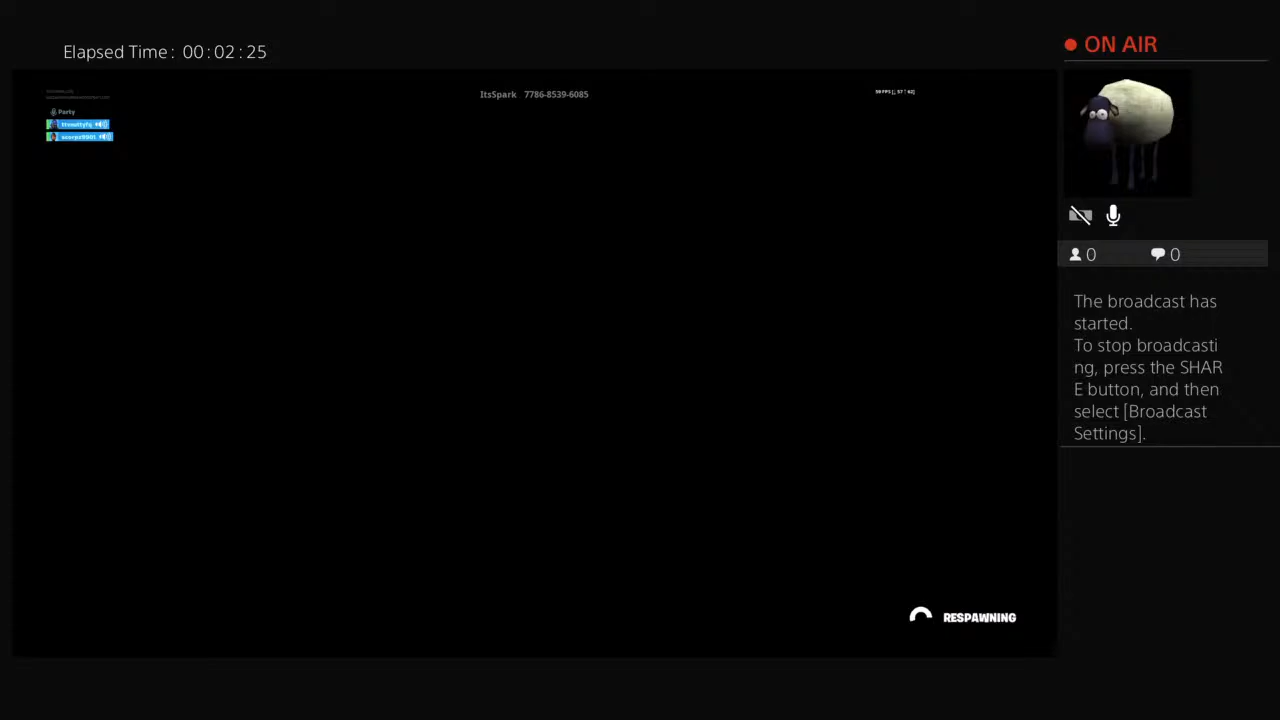 Elapsed Time: 00:02:25
ON AIR
ItsSpark 7786-8539-6085
Party
0 0
The broadcast has
started.
To stop broadcasti
ng, press the SHAR
E button, and then
select [Broadcast
Settings].
RESPAWNING